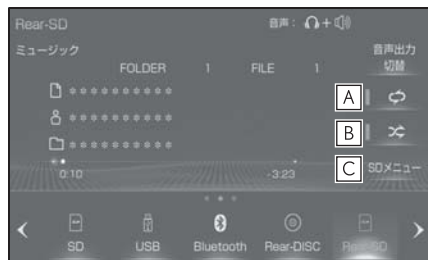 Rear-SD 音声: +
ミュージック 音声出力
FOLDER 1 FILE 1 切替
**********
A
**********
B
**********
C SDメニュー
0:10 -3:23
SD USB Bluetooth Rear-DISC Rear-SD